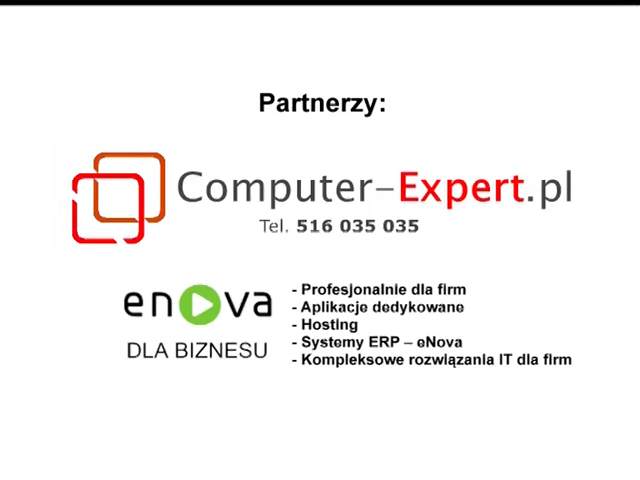 Partnerzy:
Computer-Expert.pl
Tel. 516 035 035
enova
DLA BIZNESU
- Profesjonalnie dla firm
- Aplikacje dedykowane
- Hosting
- Systemy ERP – eNova
- Kompleksowe rozwiązania IT dla firm